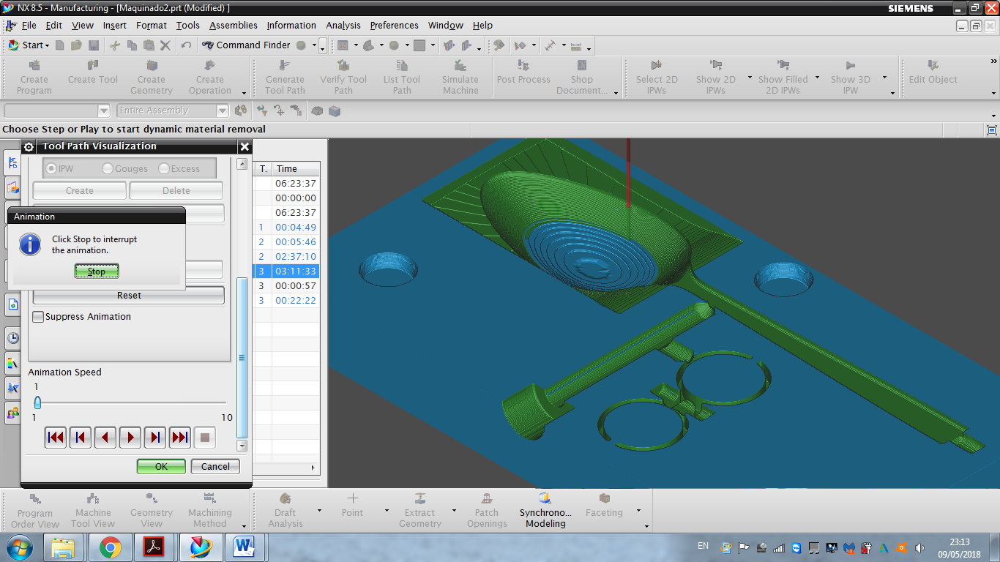 NX 8.5 - Manufacturing - [Maquinado2.prt (Modified) ]
SIEMENS
File Edit View Insert Format Tools Assemblies Information Analysis Preferences Window Help
Start
Command Finder
Create Program
Create Tool
Create Geometry
Create Operation
Generate Tool Path
Verify Tool Path
List Tool Path
Simulate Machine
Post Process
Shop Document...
Select 2D IPWs
Show 2D IPWs
Show Filled 2D IPWs
Show 3D IPW
Edit Object
Entire Assembly
Choose Step or Play to start dynamic material removal
Tool Path Visualization
IPW Gouges Excess
Create Delete
Animation
Click Stop to interrupt
the animation.
Stop
Reset
Suppress Animation
Animation Speed
1
1 10
OK Cancel
T. Time
06:23:37
00:00:00
06:23:37
1 00:04:49
2 00:05:46
2 02:37:10
3 03:11:33
3 00:00:57
3 00:22:22
Program Order View
Machine Tool View
Geometry View
Machining Method
Draft Analysis
Point
Extract Geometry
Patch Openings
Synchrono... Modeling
Faceting
EN
23:13
09/05/2018